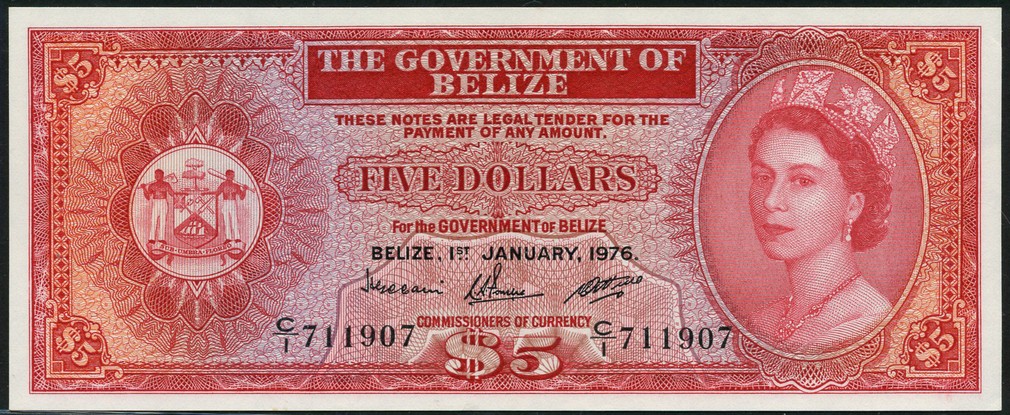 $5
$5
THE GOVERNMENT OF
BELIZE
THESE NOTES ARE LEGAL TENDER FOR THE
PAYMENT OF ANY AMOUNT.
FIVE DOLLARS
For the GOVERNMENT OF BELIZE
BELIZE, 1ST JANUARY, 1976.
COMMISSIONERS OF CURRENCY
C/1 711907
C/1 711907
$5
$5
$5